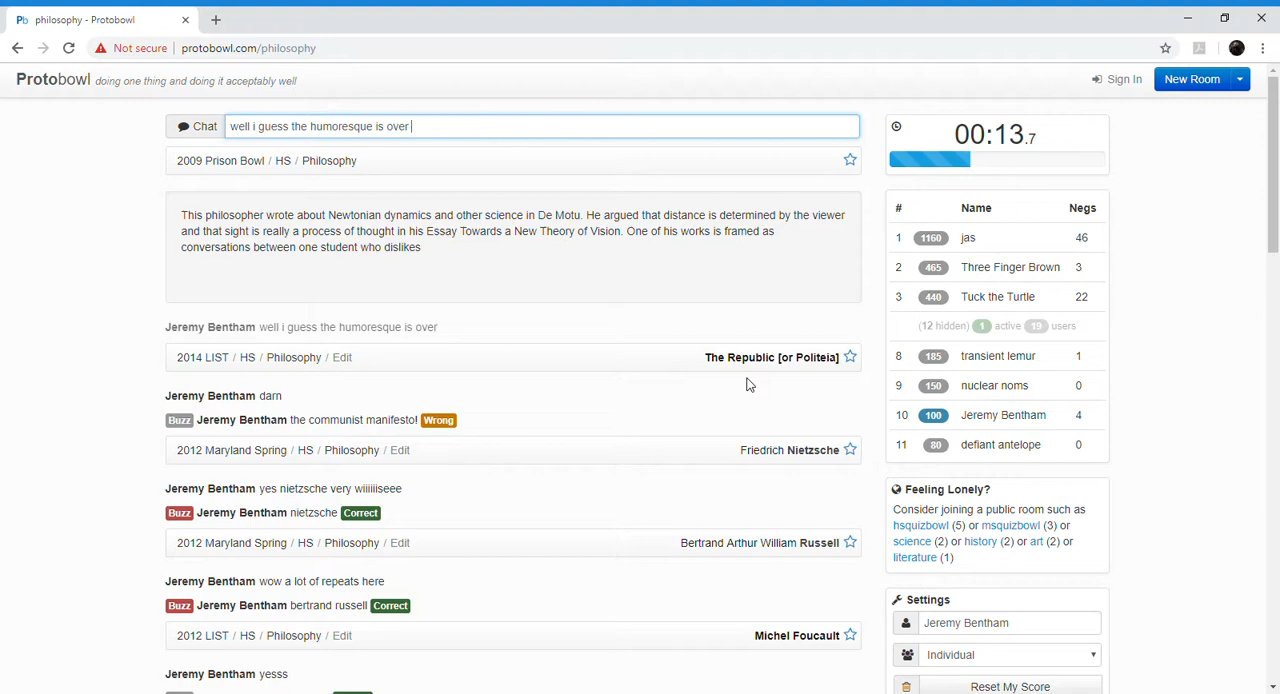 Pb philosophy - Protobowl
Not secure protobowl.com/philosophy
Protobowl doing one thing and doing it acceptably well
Sign In New Room
Chat well i guess the humoresque is over
2009 Prison Bowl / HS / Philosophy
This philosopher wrote about Newtonian dynamics and other science in De Motu. He argued that distance is determined by the viewer
and that sight is really a process of thought in his Essay Towards a New Theory of Vision. One of his works is framed as
conversations between one student who dislikes
Jeremy Bentham well i guess the humoresque is over
2014 LIST / HS / Philosophy / Edit The Republic [or Politeia]
Jeremy Bentham darn
Buzz Jeremy Bentham the communist manifesto! Wrong
2012 Maryland Spring / HS / Philosophy / Edit Friedrich Nietzsche
Jeremy Bentham yes nietzsche very wiiiiiseee
Buzz Jeremy Bentham nietzsche Correct
2012 Maryland Spring / HS / Philosophy / Edit Bertrand Arthur William Russell
Jeremy Bentham wow a lot of repeats here
Buzz Jeremy Bentham bertrand russell Correct
2012 LIST / HS / Philosophy / Edit Michel Foucault
Jeremy Bentham yesss
00:13.7
# Name Negs
1 1160 jas 46
2 465 Three Finger Brown 3
3 440 Tuck the Turtle 22
(12 hidden) 1 active 19 users
8 185 transient lemur 1
9 150 nuclear noms 0
10 100 Jeremy Bentham 4
11 80 defiant antelope 0
Feeling Lonely?
Consider joining a public room such as
hsquizbowl (5) or msquizbowl (3) or
science (2) or history (2) or art (2) or
literature (1)
Settings
Jeremy Bentham
Individual
Reset My Score